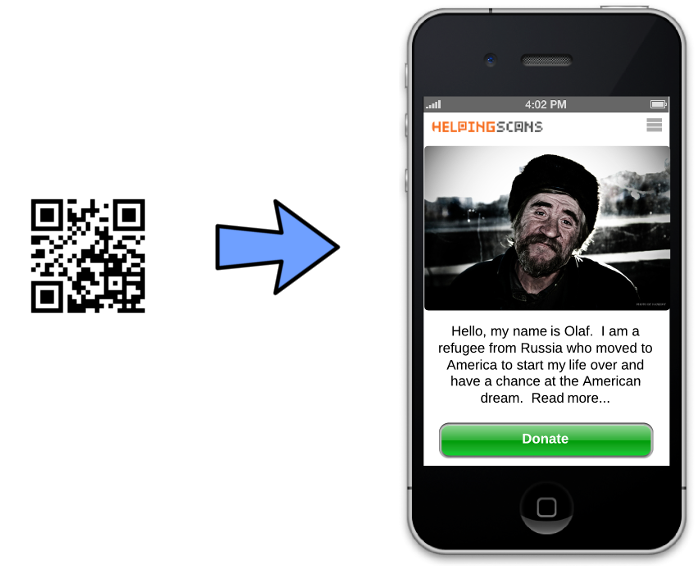 4:02 PM
HELPINGSCANS
Hello, my name is Olaf.  I am a
refugee from Russia who moved to
America to start my life over and
have a chance at the American
dream.  Read more...
Donate